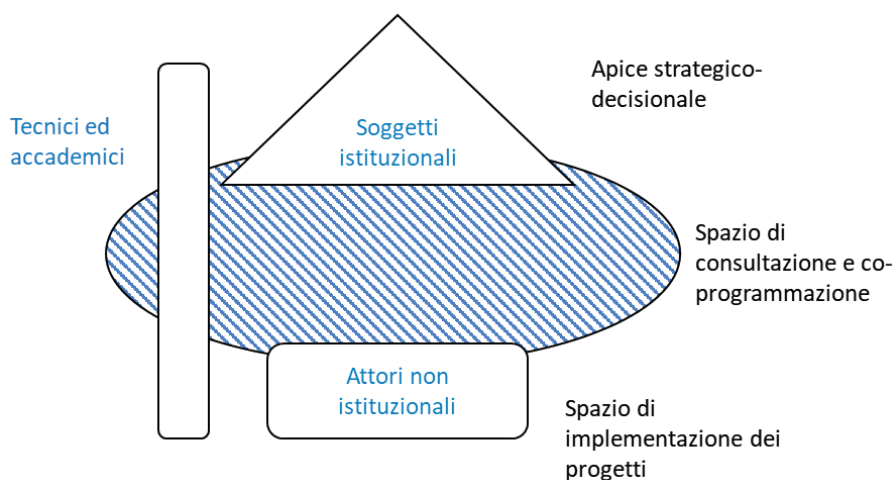 Apice strategico-
decisionale
Tecnici ed
accademici
Soggetti
istituzionali
Spazio di
consultazione e co-
programmazione
Attori non
istituzionali
Spazio di
implementazione dei
progetti